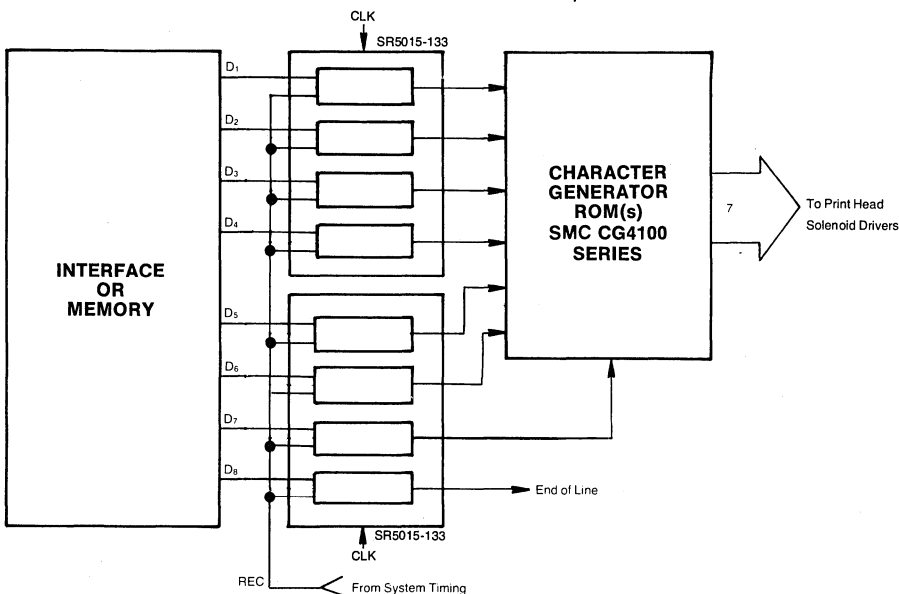 CLK
SR5015-133
D1
D2
D3
D4
INTERFACE
OR
MEMORY
D5
D6
D7
D8
CHARACTER
GENERATOR
ROM(s)
SMC CG4100
SERIES
7
To Print Head
Solenoid Drivers
End of Line
SR5015-133
CLK
REC
From System Timing